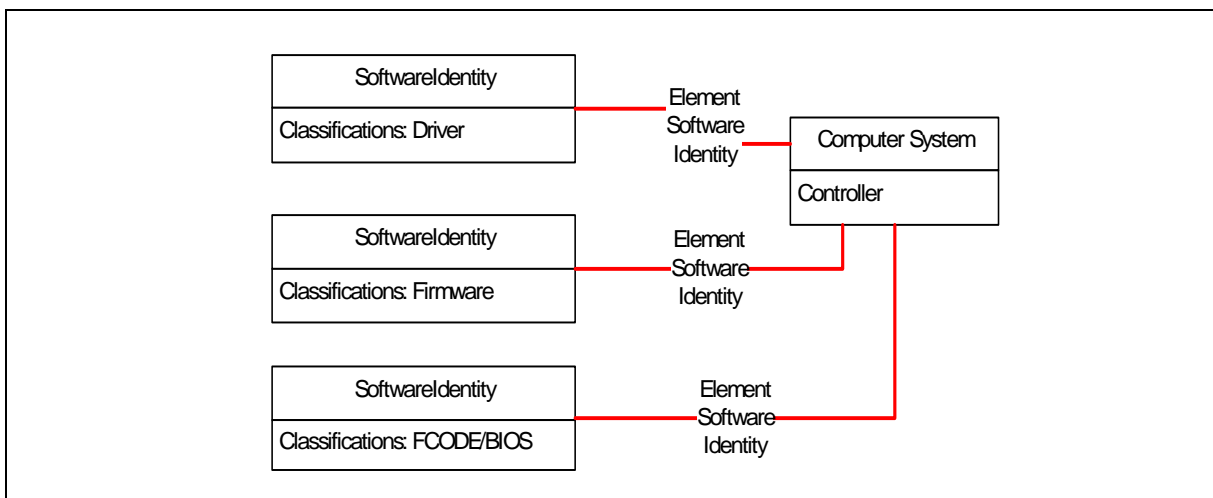 SoftwareIdentity
Classifications: Driver
Element
Software
Identity
Computer System
Controller
SoftwareIdentity
Classifications: Firmware
Element
Software
Identity
SoftwareIdentity
Classifications: FCODE/BIOS
Element
Software
Identity